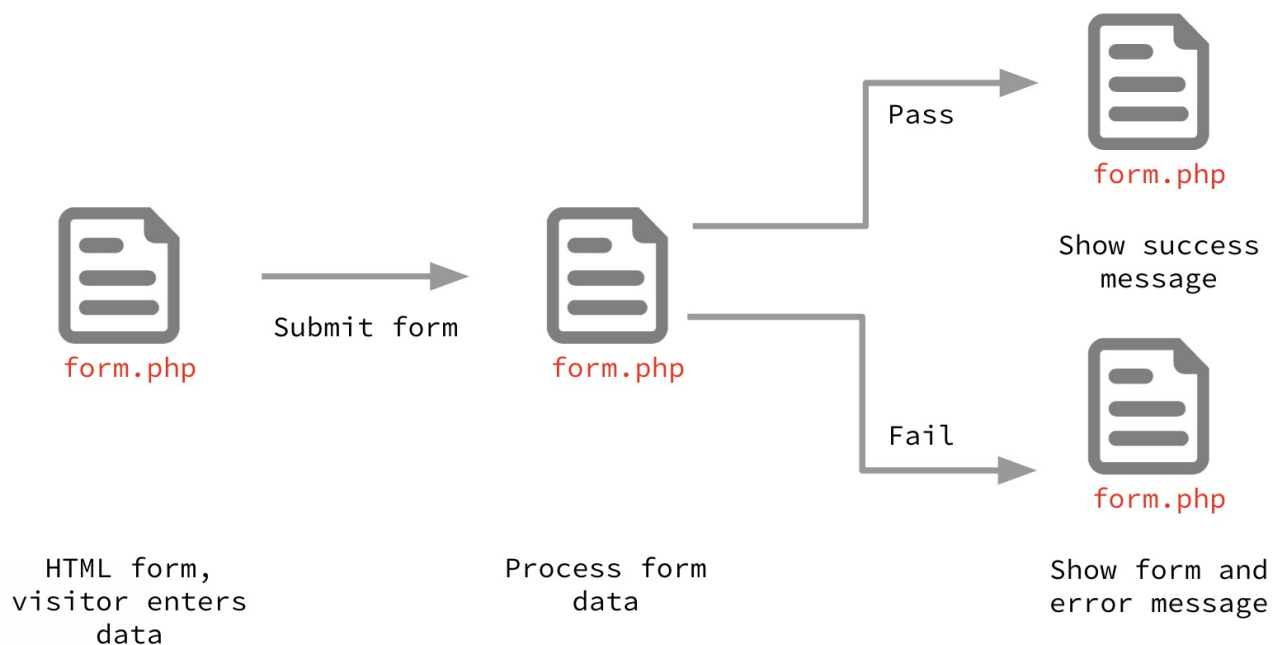 form.php
HTML form,
visitor enters
data
Submit form
form.php
Process form
data
Pass
form.php
Show success
message
Fail
form.php
Show form and
error message